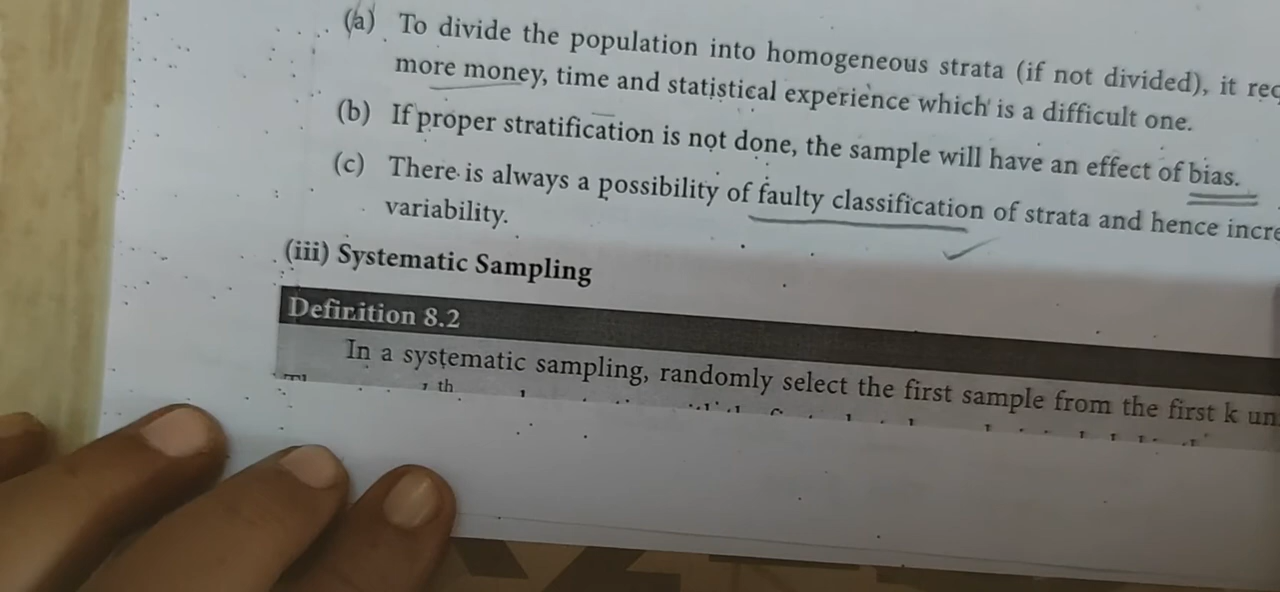 (a) To divide the population into homogeneous strata (if not divided), it
more money, time and statistical experience which is a difficult one.
(b) If proper stratification is not done, the sample will have an effect of bias.
(c) There is always a possibility of faulty classification of strata and hence
variability.
(iii) Systematic Sampling
Definition 8.2
In a systematic sampling, randomly select the first sample from the first k
th